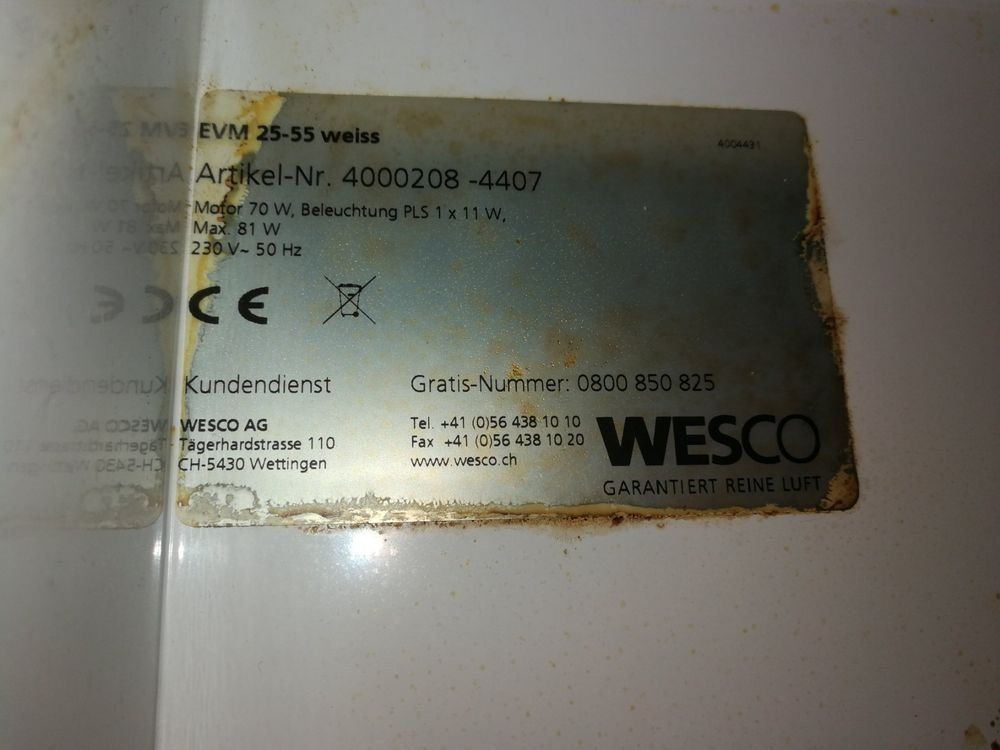 EVM 25-55 weiss
4004431
Artikel-Nr. 4000208 -4407
Motor 70 W, Beleuchtung PLS 1 x 11 W,
Max. 81 W
230 V~ 50 Hz
CE
Kundendienst
Gratis-Nummer: 0800 850 825
WESCO AG
Tägerhardstrasse 110
CH-5430 Wettingen
Tel. +41 (0)56 438 10 10
Fax +41 (0)56 438 10 20
www.wesco.ch
WESCO
GARANTIERT REINE LUFT